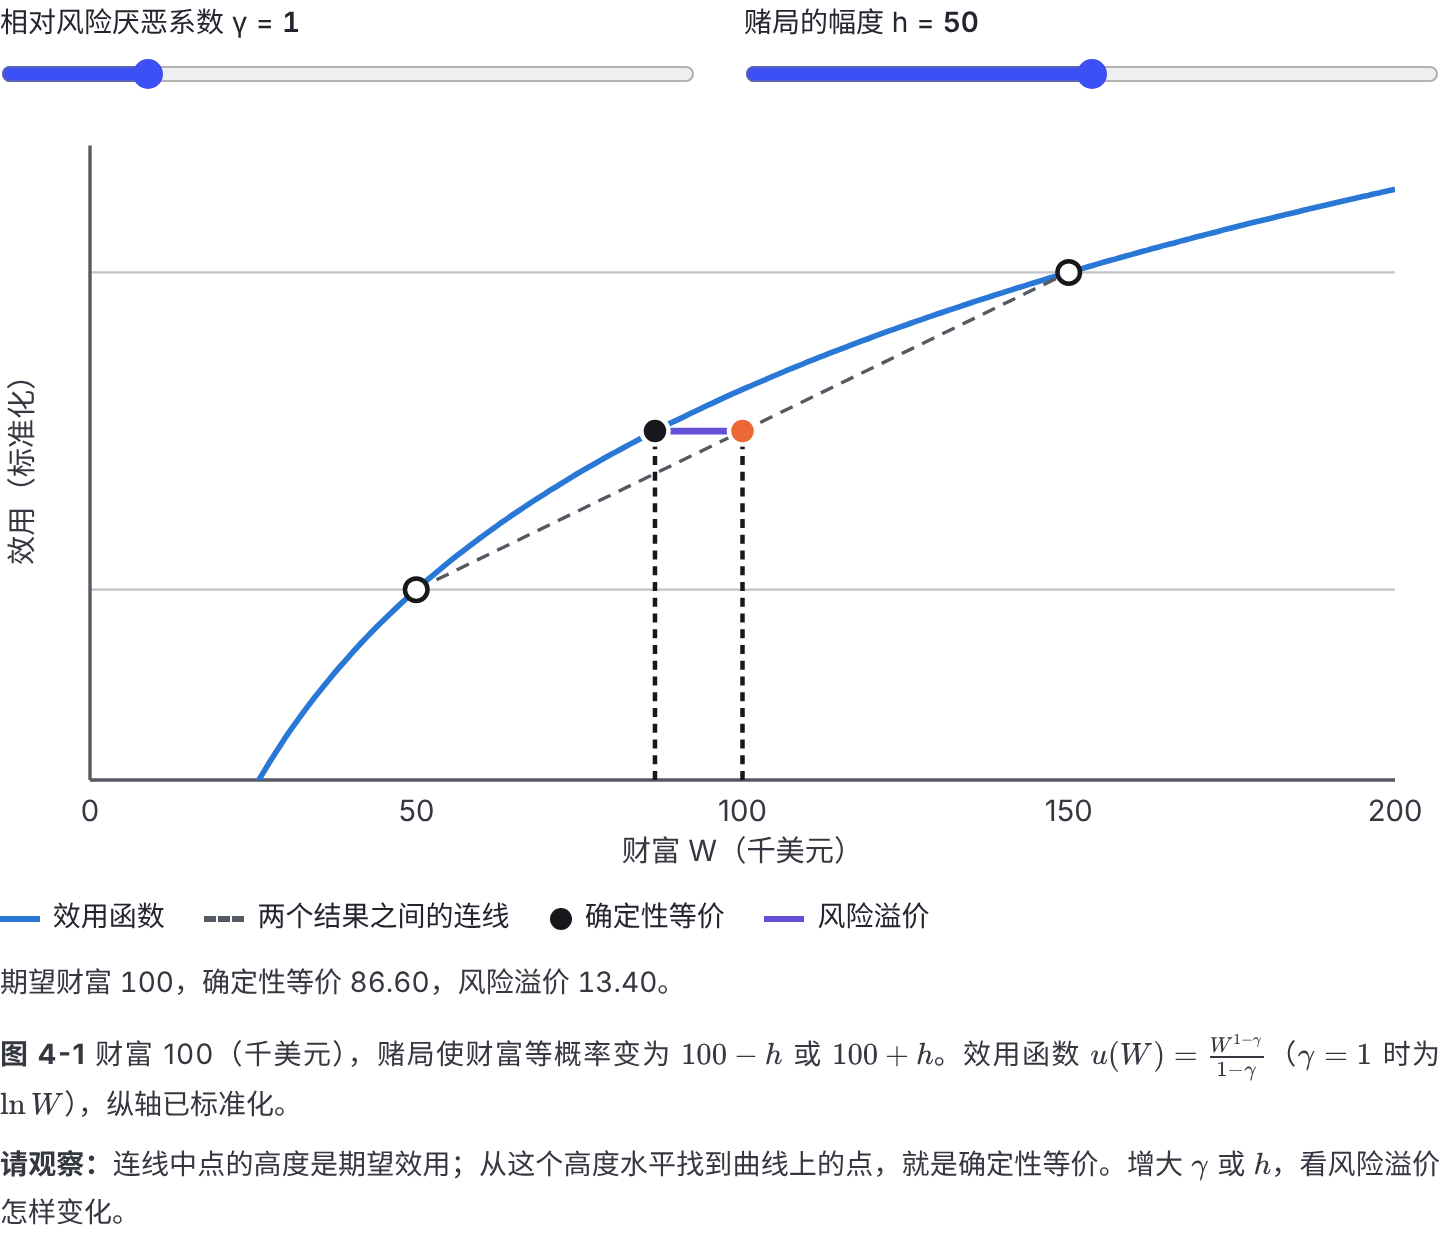 相对风险厌恶系数 γ = 1
赌局的幅度 h = 50
效用（标准化）
0 50 100 150 200
财富 W（千美元）
效用函数 两个结果之间的连线 确定性等价 风险溢价
期望财富 100，确定性等价 86.60，风险溢价 13.40。
图 4-1 财富 100（千美元），赌局使财富等概率变为 100 − h 或 100 + h。效用函数 u(W) = \frac{W^{1−γ}}{1−γ}（γ = 1 时为
ln W），纵轴已标准化。
请观察：连线中点的高度是期望效用；从这个高度水平找到曲线上的点，就是确定性等价。增大 γ 或 h，看风险溢价
怎样变化。